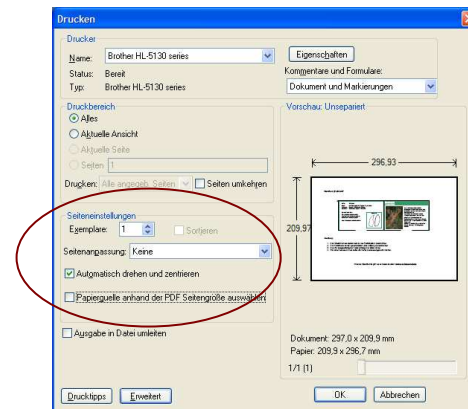 Drucken
Drucker
Name: Brother HL-5130 series
Eigenschaften
Status: Bereit
Kommentare und Formulare:
Typ: Brother HL-5130 series
Dokument und Markierungen
Druckbereich
Alles
Aktuelle Ansicht
Aktuelle Seite
Seiten 1
Drucken: Alle angegeb. Seiten
Seiten umkehren
Seiteneinstellungen
Exemplare: 1
Sortieren
Seitenanpassung: Keine
Automatisch drehen und zentrieren
Papierquelle anhand der PDF Seitengröße auswählen
Ausgabe in Datei umleiten
Vorschau: Unsepariert
296,93
209,97
Dokument: 297,0 x 209,9 mm
Papier: 209,9 x 296,7 mm
1/1 (1)
Drucktipps
Erweitert
OK
Abbrechen